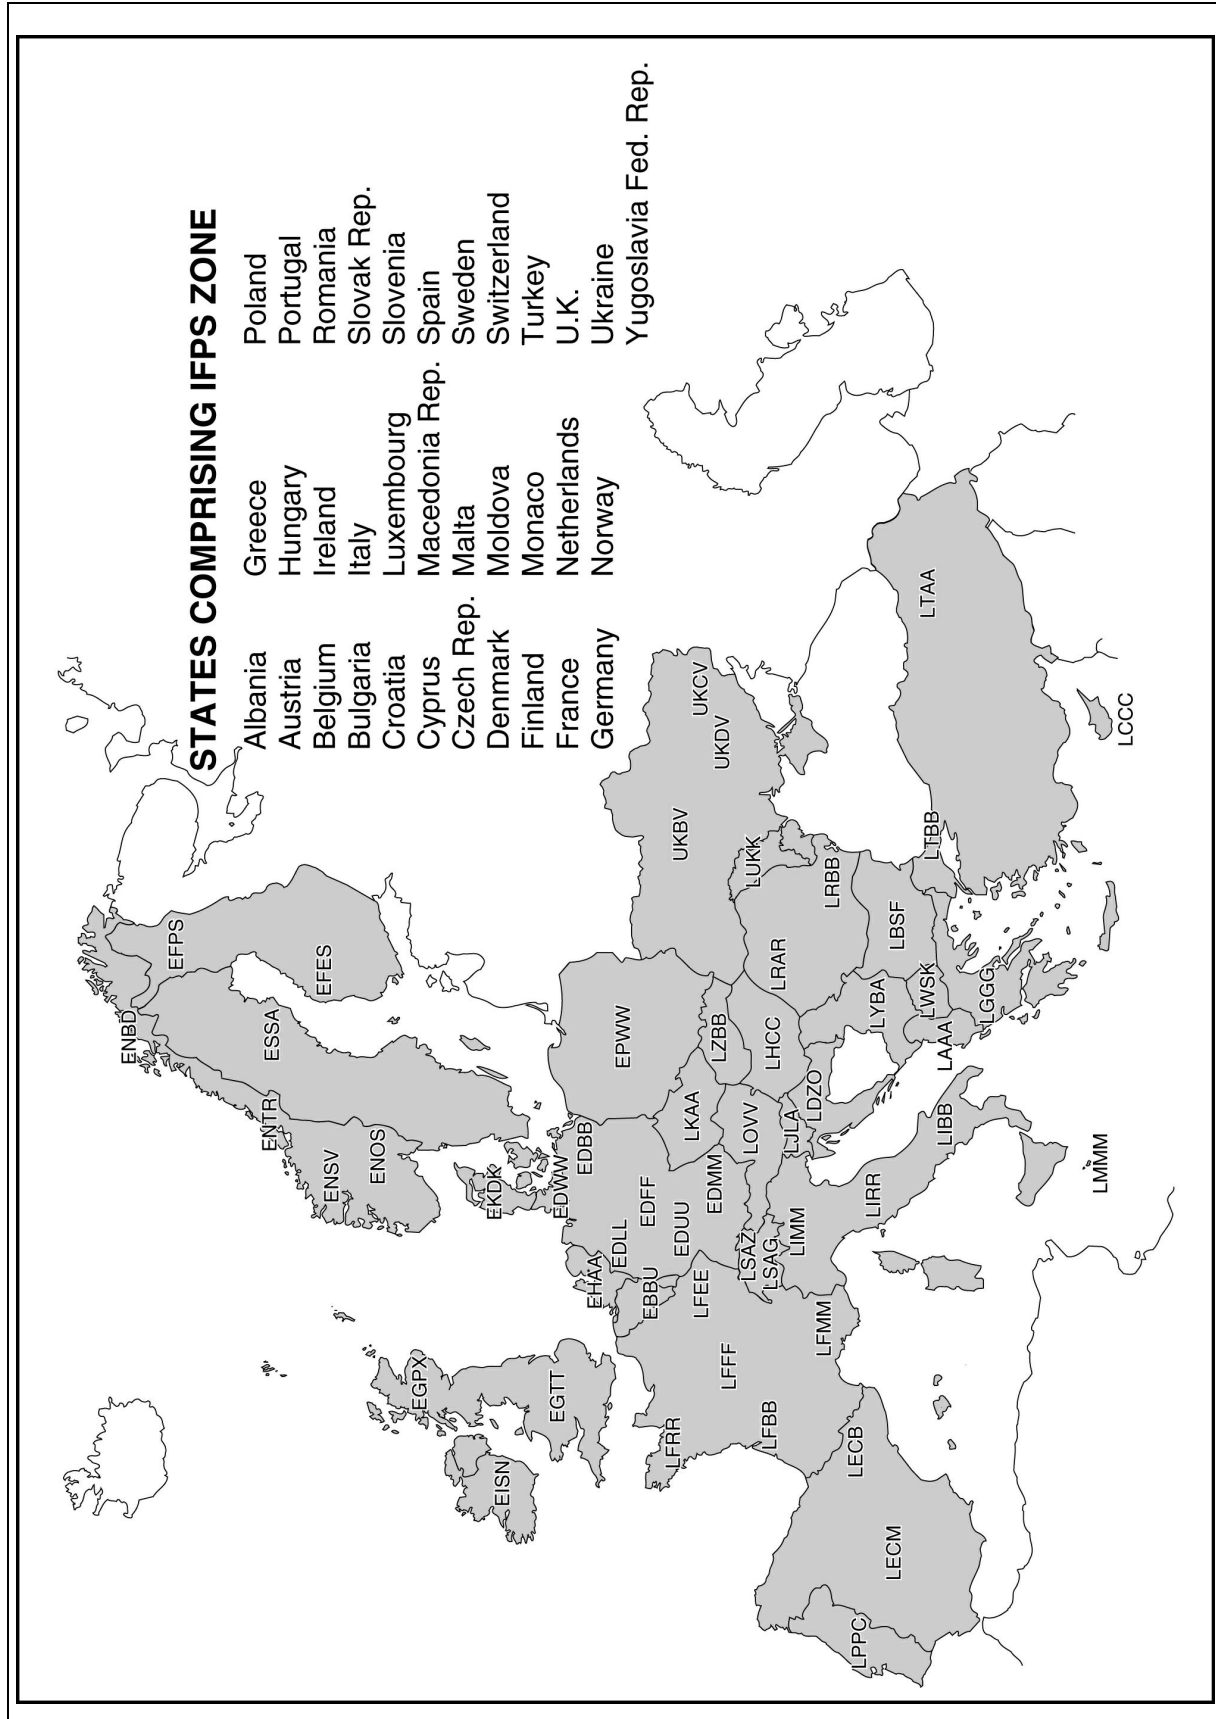 STATES COMPRISING IFPS ZONE
Albania
Austria
Belgium
Bulgaria
Croatia
Cyprus
Czech Rep.
Denmark
Finland
France
Germany
Greece
Hungary
Ireland
Italy
Luxembourg
Macedonia Rep.
Malta
Moldova
Monaco
Netherlands
Norway
Poland
Portugal
Romania
Slovak Rep.
Slovenia
Spain
Sweden
Switzerland
Turkey
U.K.
Ukraine
Yugoslavia Fed. Rep.
ENBD
EFPS
ENTR
ESSA
EFES
ENSV
ENOS
EKDK
EGPX
EISN
EGTT
EDWW
EDBB
EHAA
EDLL
EPWW
EBBU
EDFF
EDUU
UKBV
UKCV
UKDV
LFRR
LFEE
LKAA
EDMM
LZBB
LFFF
LOVV
LUKK
LSAZ
LSAG
LFBB
LHCC
LRAR
LJLA
LIMM
LDZO
LFMM
LRBB
LECB
LPPC
LIRR
LYBA
LBSF
LECM
LWSK
LTBB
LTAA
LIBB
LAAA
LGGG
LMMM
LCCC